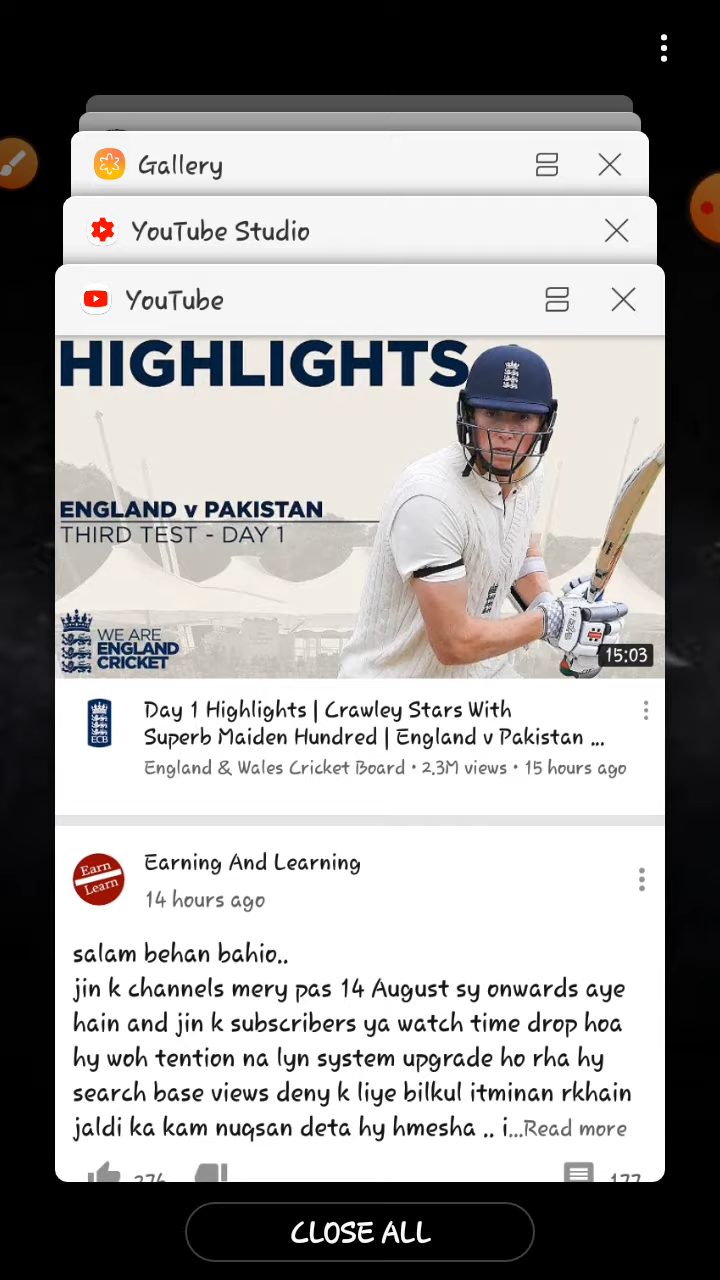 Gallery
YouTube Studio
YouTube
HIGHLIGHTS
ENGLAND v PAKISTAN
THIRD TEST - DAY 1
WE ARE
ENGLAND
CRICKET
15:03
ECB
Day 1 Highlights | Crawley Stars With
Superb Maiden Hundred | England v Pakistan ...
England & Wales Cricket Board • 2.3M views • 15 hours ago
Earn
Learn
Earning And Learning
14 hours ago
salam behan bahio..
jin k channels mery pas 14 August sy onwards aye
hain and jin k subscribers ya watch time drop hoa
hy woh tention na lyn system upgrade ho rha hy
search base views deny k liye bilkul itminan rkhain
jaldi ka kam nuqsan deta hy hmesha .. i...Read more
CLOSE ALL